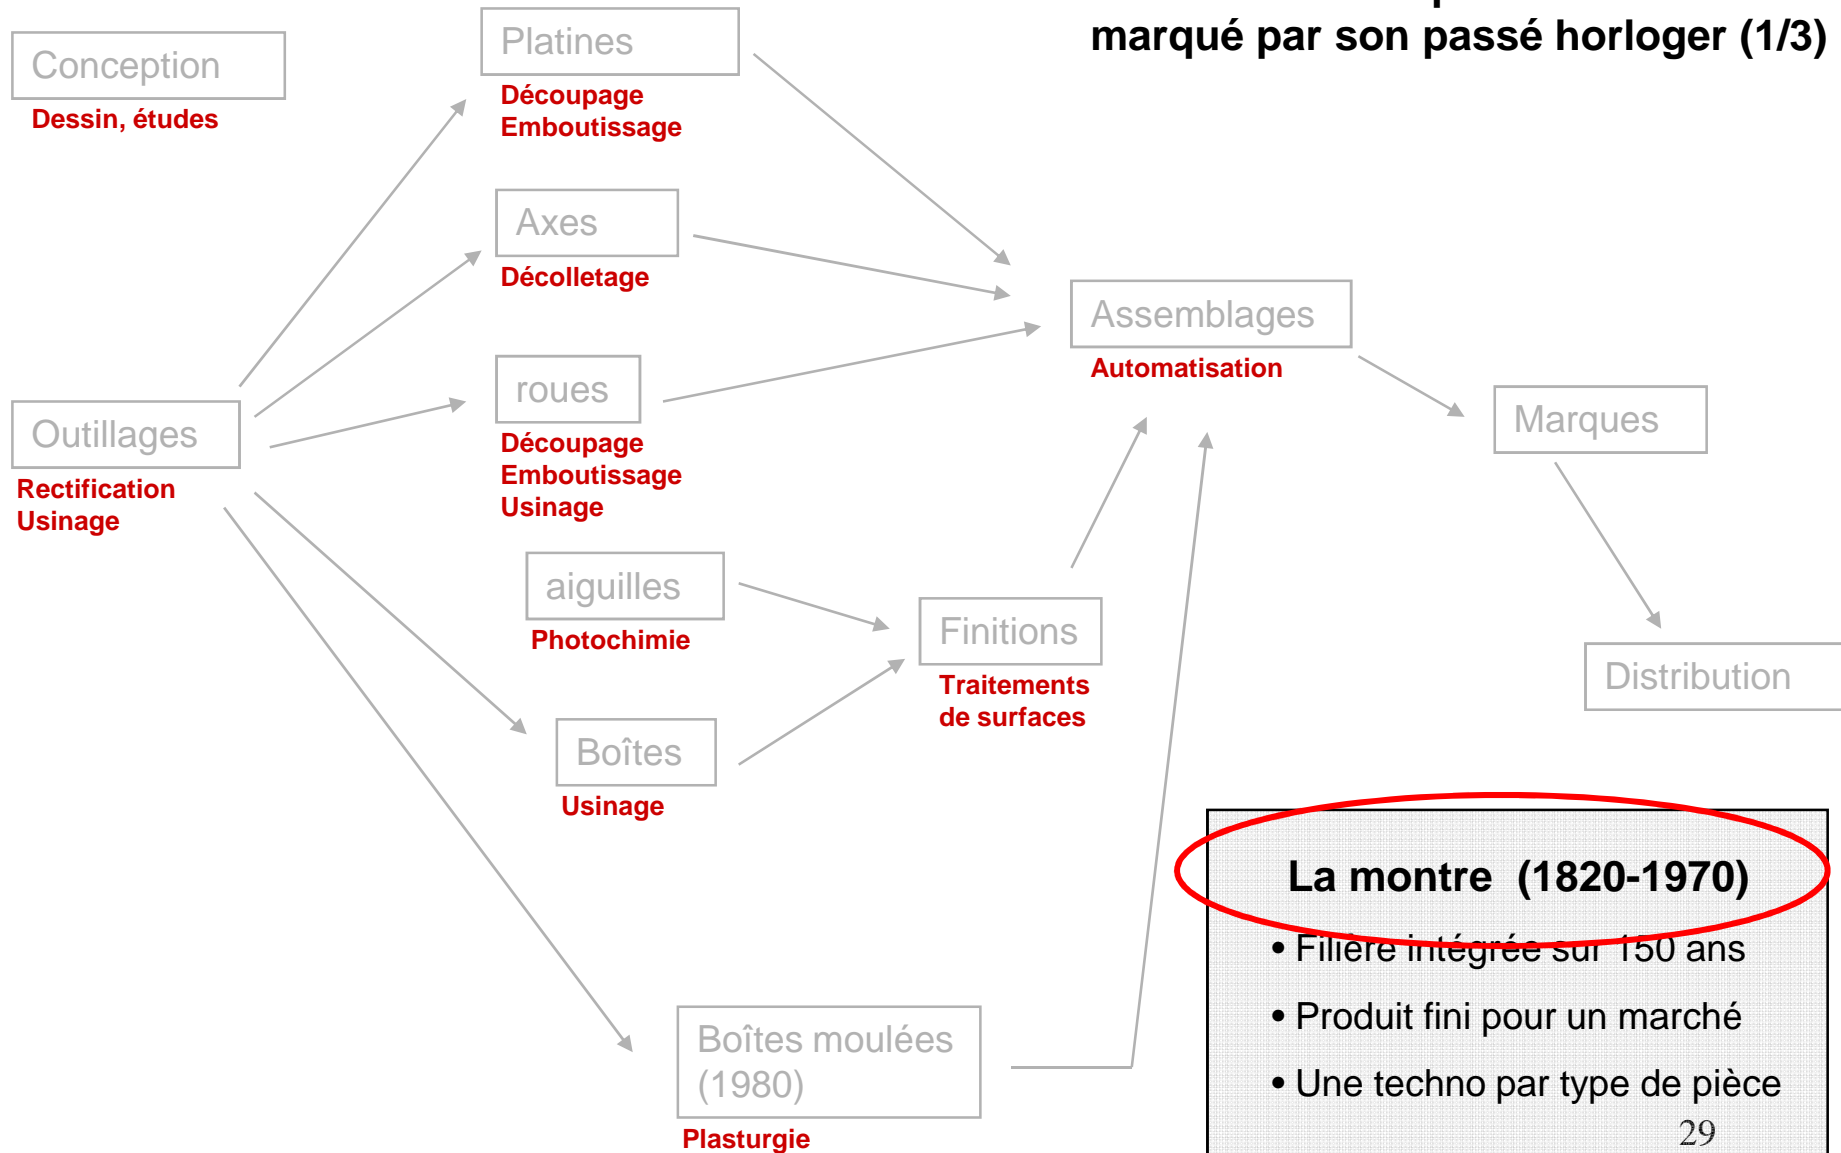 marqué par son passé horloger (1/3)
Conception
Dessin, études
Platines
Découpage
Emboutissage
Axes
Décolletage
Assemblages
Automatisation
roues
Découpage
Emboutissage
Usinage
Outillages
Rectification
Usinage
Marques
aiguilles
Photochimie
Finitions
Traitements
de surfaces
Distribution
Boîtes
Usinage
Boîtes moulées
(1980)
Plasturgie
La montre (1820-1970)
• Filière intégrée sur 150 ans
• Produit fini pour un marché
• Une techno par type de pièce
29